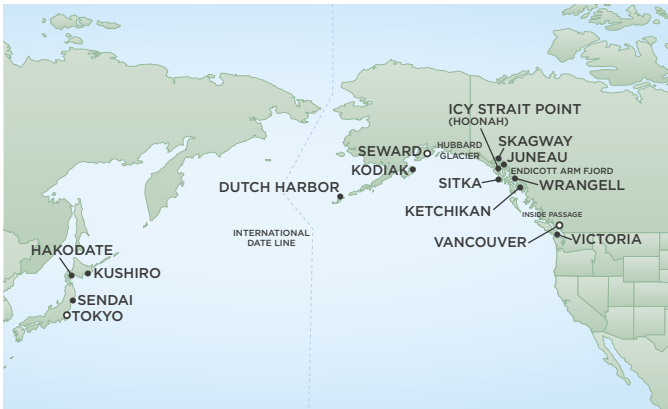 ICY STRAIT POINT
(HOONAH)
SKAGWAY
HUBBARD
GLACIER
SEWARD
JUNEAU
KODIAK
ENDICOTT ARM FJORD
SITKA
WRANGELL
DUTCH HARBOR
KETCHIKAN
INSIDE PASSAGE
INTERNATIONAL
DATE LINE
VANCOUVER
VICTORIA
HAKODATE
KUSHIRO
SENDAI
TOKYO